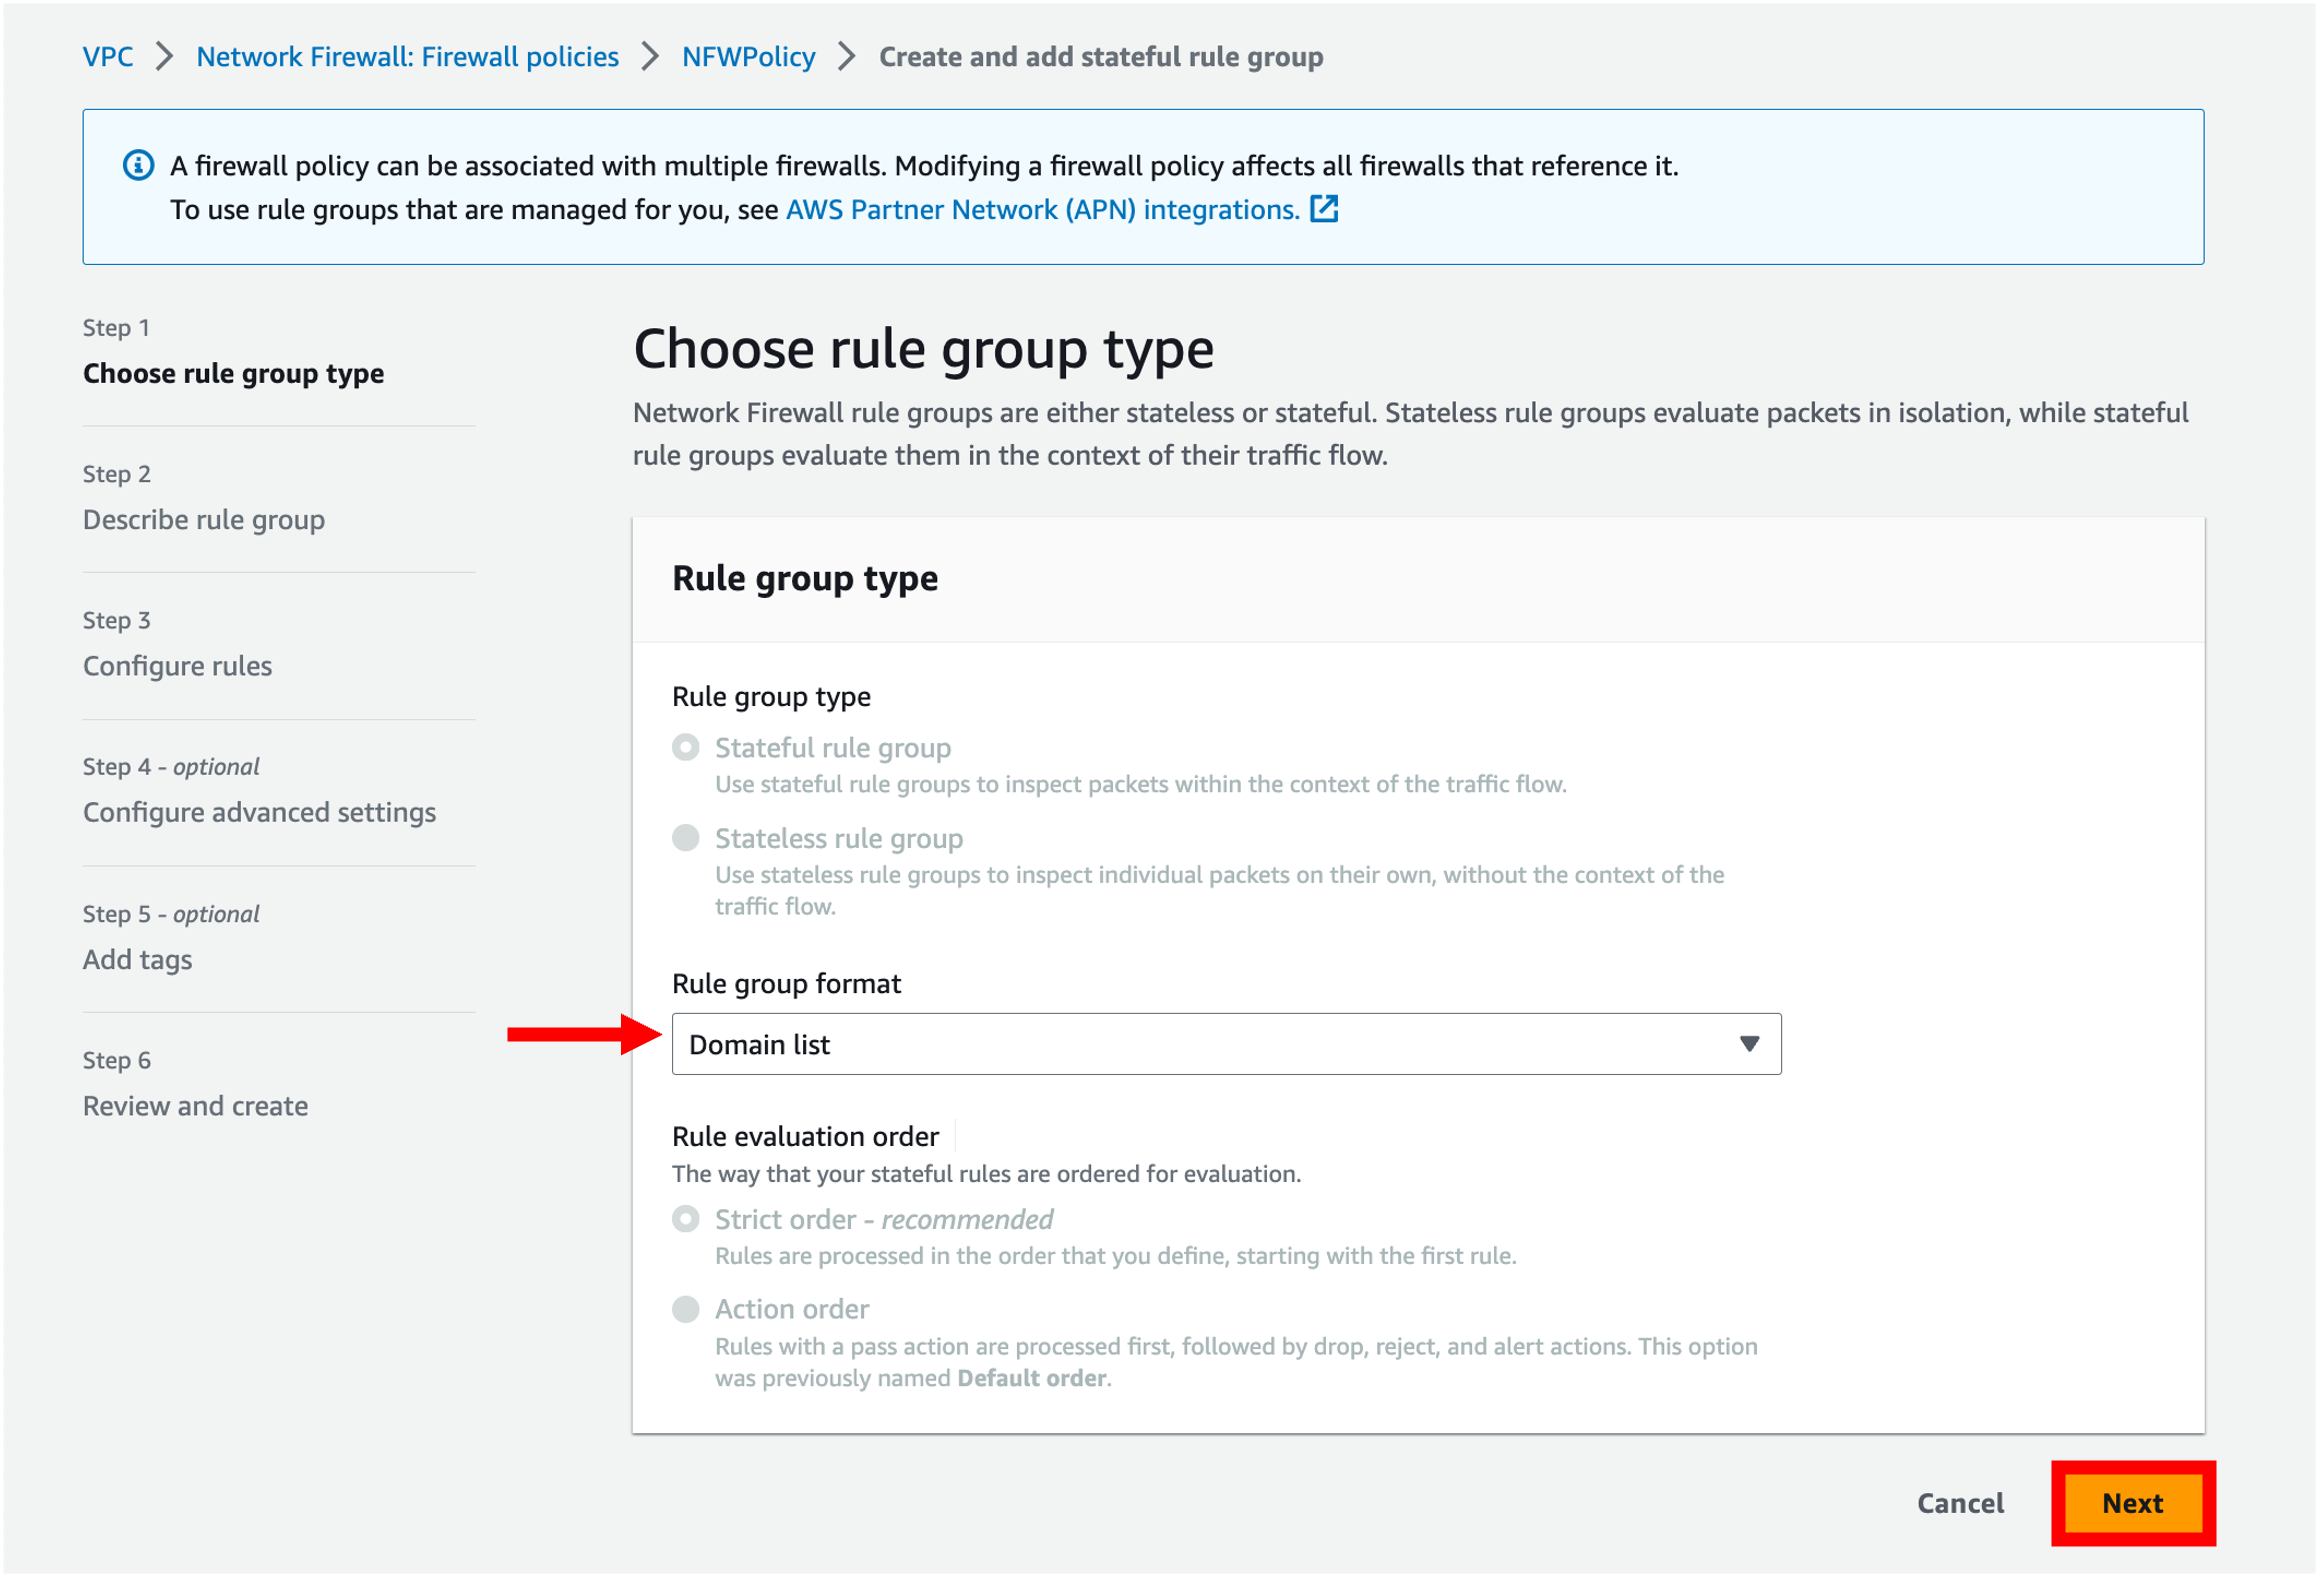 VPC > Network Firewall: Firewall policies > NFWPolicy > Create and add stateful rule group
A firewall policy can be associated with multiple firewalls. Modifying a firewall policy affects all firewalls that reference it.
To use rule groups that are managed for you, see AWS Partner Network (APN) integrations.
Step 1
Choose rule group type
Step 2
Describe rule group
Step 3
Configure rules
Step 4 - optional
Configure advanced settings
Step 5 - optional
Add tags
Step 6
Review and create
Choose rule group type
Network Firewall rule groups are either stateless or stateful. Stateless rule groups evaluate packets in isolation, while stateful
rule groups evaluate them in the context of their traffic flow.
Rule group type
Rule group type
Stateful rule group
Use stateful rule groups to inspect packets within the context of the traffic flow.
Stateless rule group
Use stateless rule groups to inspect individual packets on their own, without the context of the
traffic flow.
Rule group format
Domain list
Rule evaluation order
The way that your stateful rules are ordered for evaluation.
Strict order - recommended
Rules are processed in the order that you define, starting with the first rule.
Action order
Rules with a pass action are processed first, followed by drop, reject, and alert actions. This option
was previously named Default order.
Cancel
Next